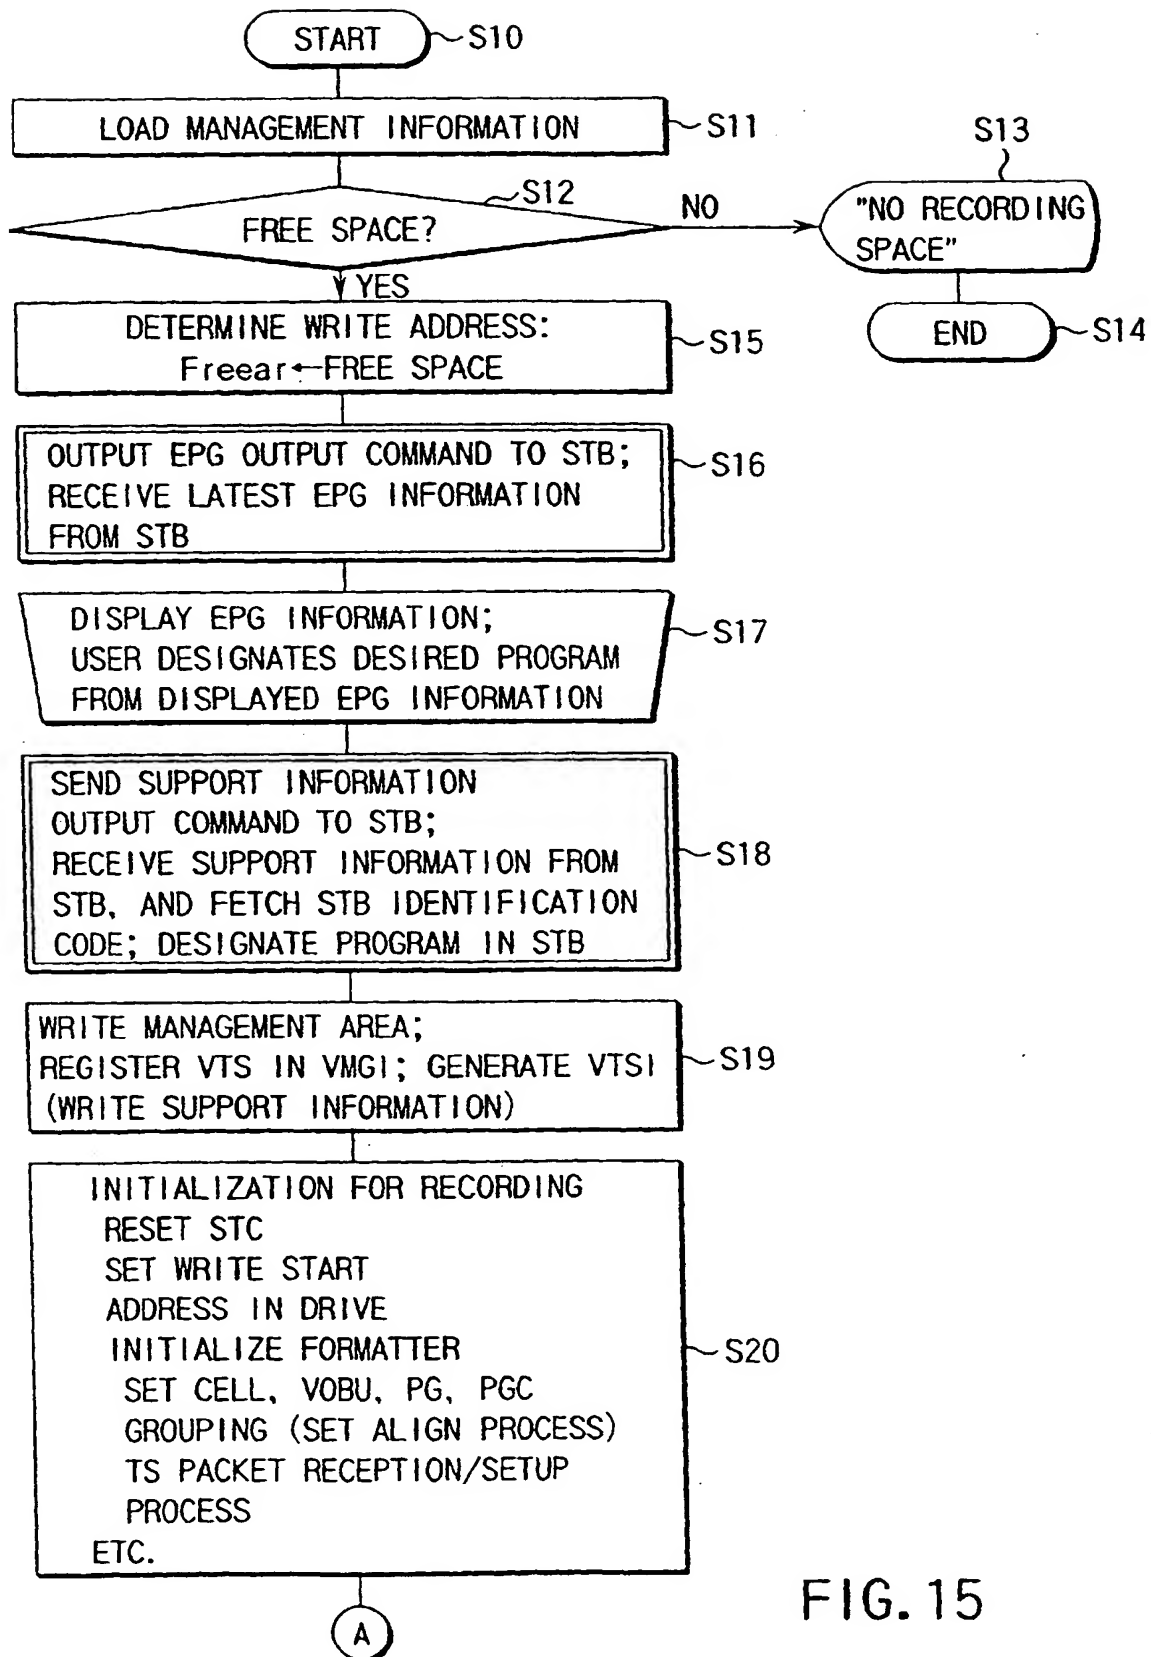 START
S10
LOAD MANAGEMENT INFORMATION
S11
S12
FREE SPACE?
NO
S13
"NO RECORDING
SPACE"
END
S14
YES
DETERMINE WRITE ADDRESS:
Freear←FREE SPACE
S15
OUTPUT EPG OUTPUT COMMAND TO STB;
RECEIVE LATEST EPG INFORMATION
FROM STB
S16
DISPLAY EPG INFORMATION;
USER DESIGNATES DESIRED PROGRAM
FROM DISPLAYED EPG INFORMATION
S17
SEND SUPPORT INFORMATION
OUTPUT COMMAND TO STB;
RECEIVE SUPPORT INFORMATION FROM
STB, AND FETCH STB IDENTIFICATION
CODE; DESIGNATE PROGRAM IN STB
S18
WRITE MANAGEMENT AREA;
REGISTER VTS IN VMGI; GENERATE VTSI
(WRITE SUPPORT INFORMATION)
S19
INITIALIZATION FOR RECORDING
RESET STC
SET WRITE START
ADDRESS IN DRIVE
INITIALIZE FORMATTER
SET CELL, VOBU, PG, PGC
GROUPING (SET ALIGN PROCESS)
TS PACKET RECEPTION/SETUP
PROCESS
ETC.
S20
A
FIG. 15